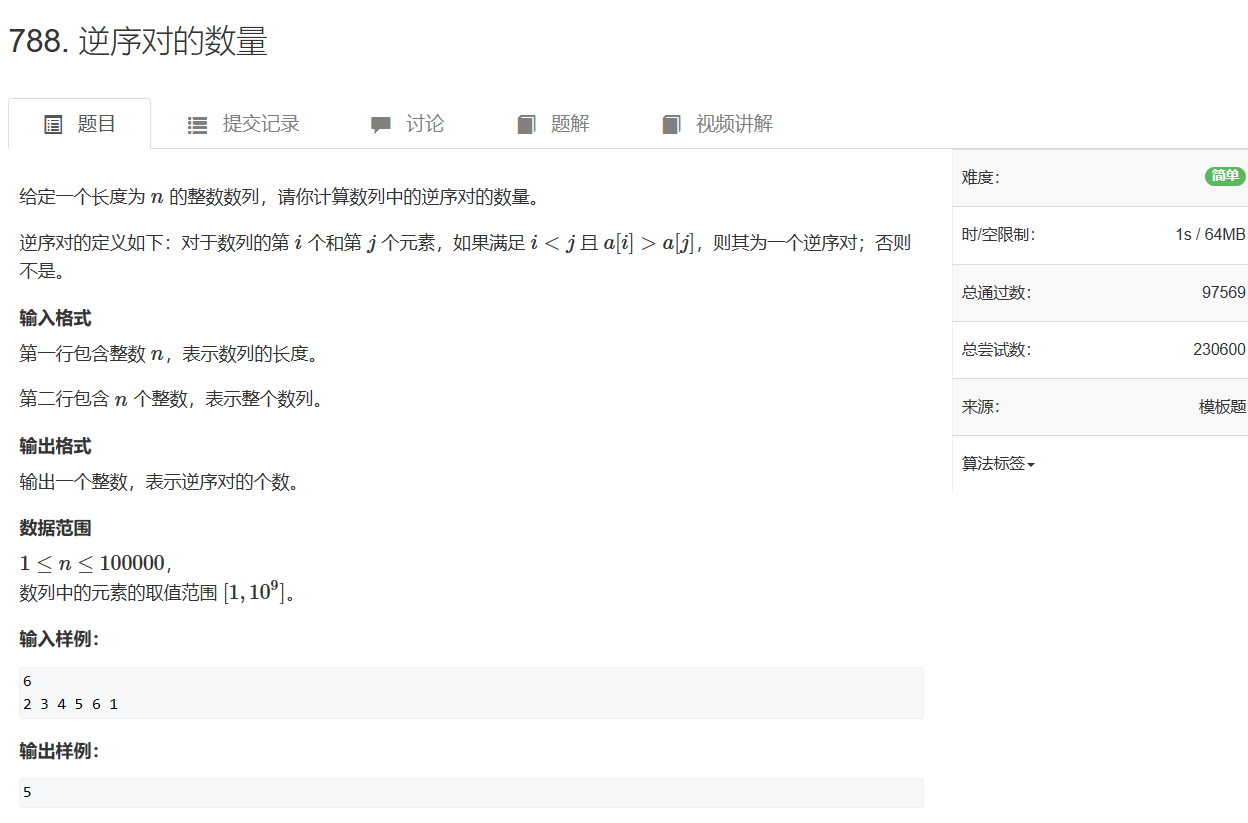 788. 逆序对的数量
题目 提交记录 讨论 题解 视频讲解
给定一个长度为 n 的整数数列，请你计算数列中的逆序对的数量。
逆序对的定义如下：对于数列的第 i 个和第 j 个元素，如果满足 i < j 且 a[i] > a[j]，则其为一个逆序对；否则
不是。
输入格式
第一行包含整数 n，表示数列的长度。
第二行包含 n 个整数，表示整个数列。
输出格式
输出一个整数，表示逆序对的个数。
数据范围
1 ≤ n ≤ 100000，
数列中的元素的取值范围 [1, 10⁹]。
输入样例：
6
2 3 4 5 6 1
输出样例：
5
难度： 简单
时/空限制： 1s / 64MB
总通过数： 97569
总尝试数： 230600
来源： 模板题
算法标签